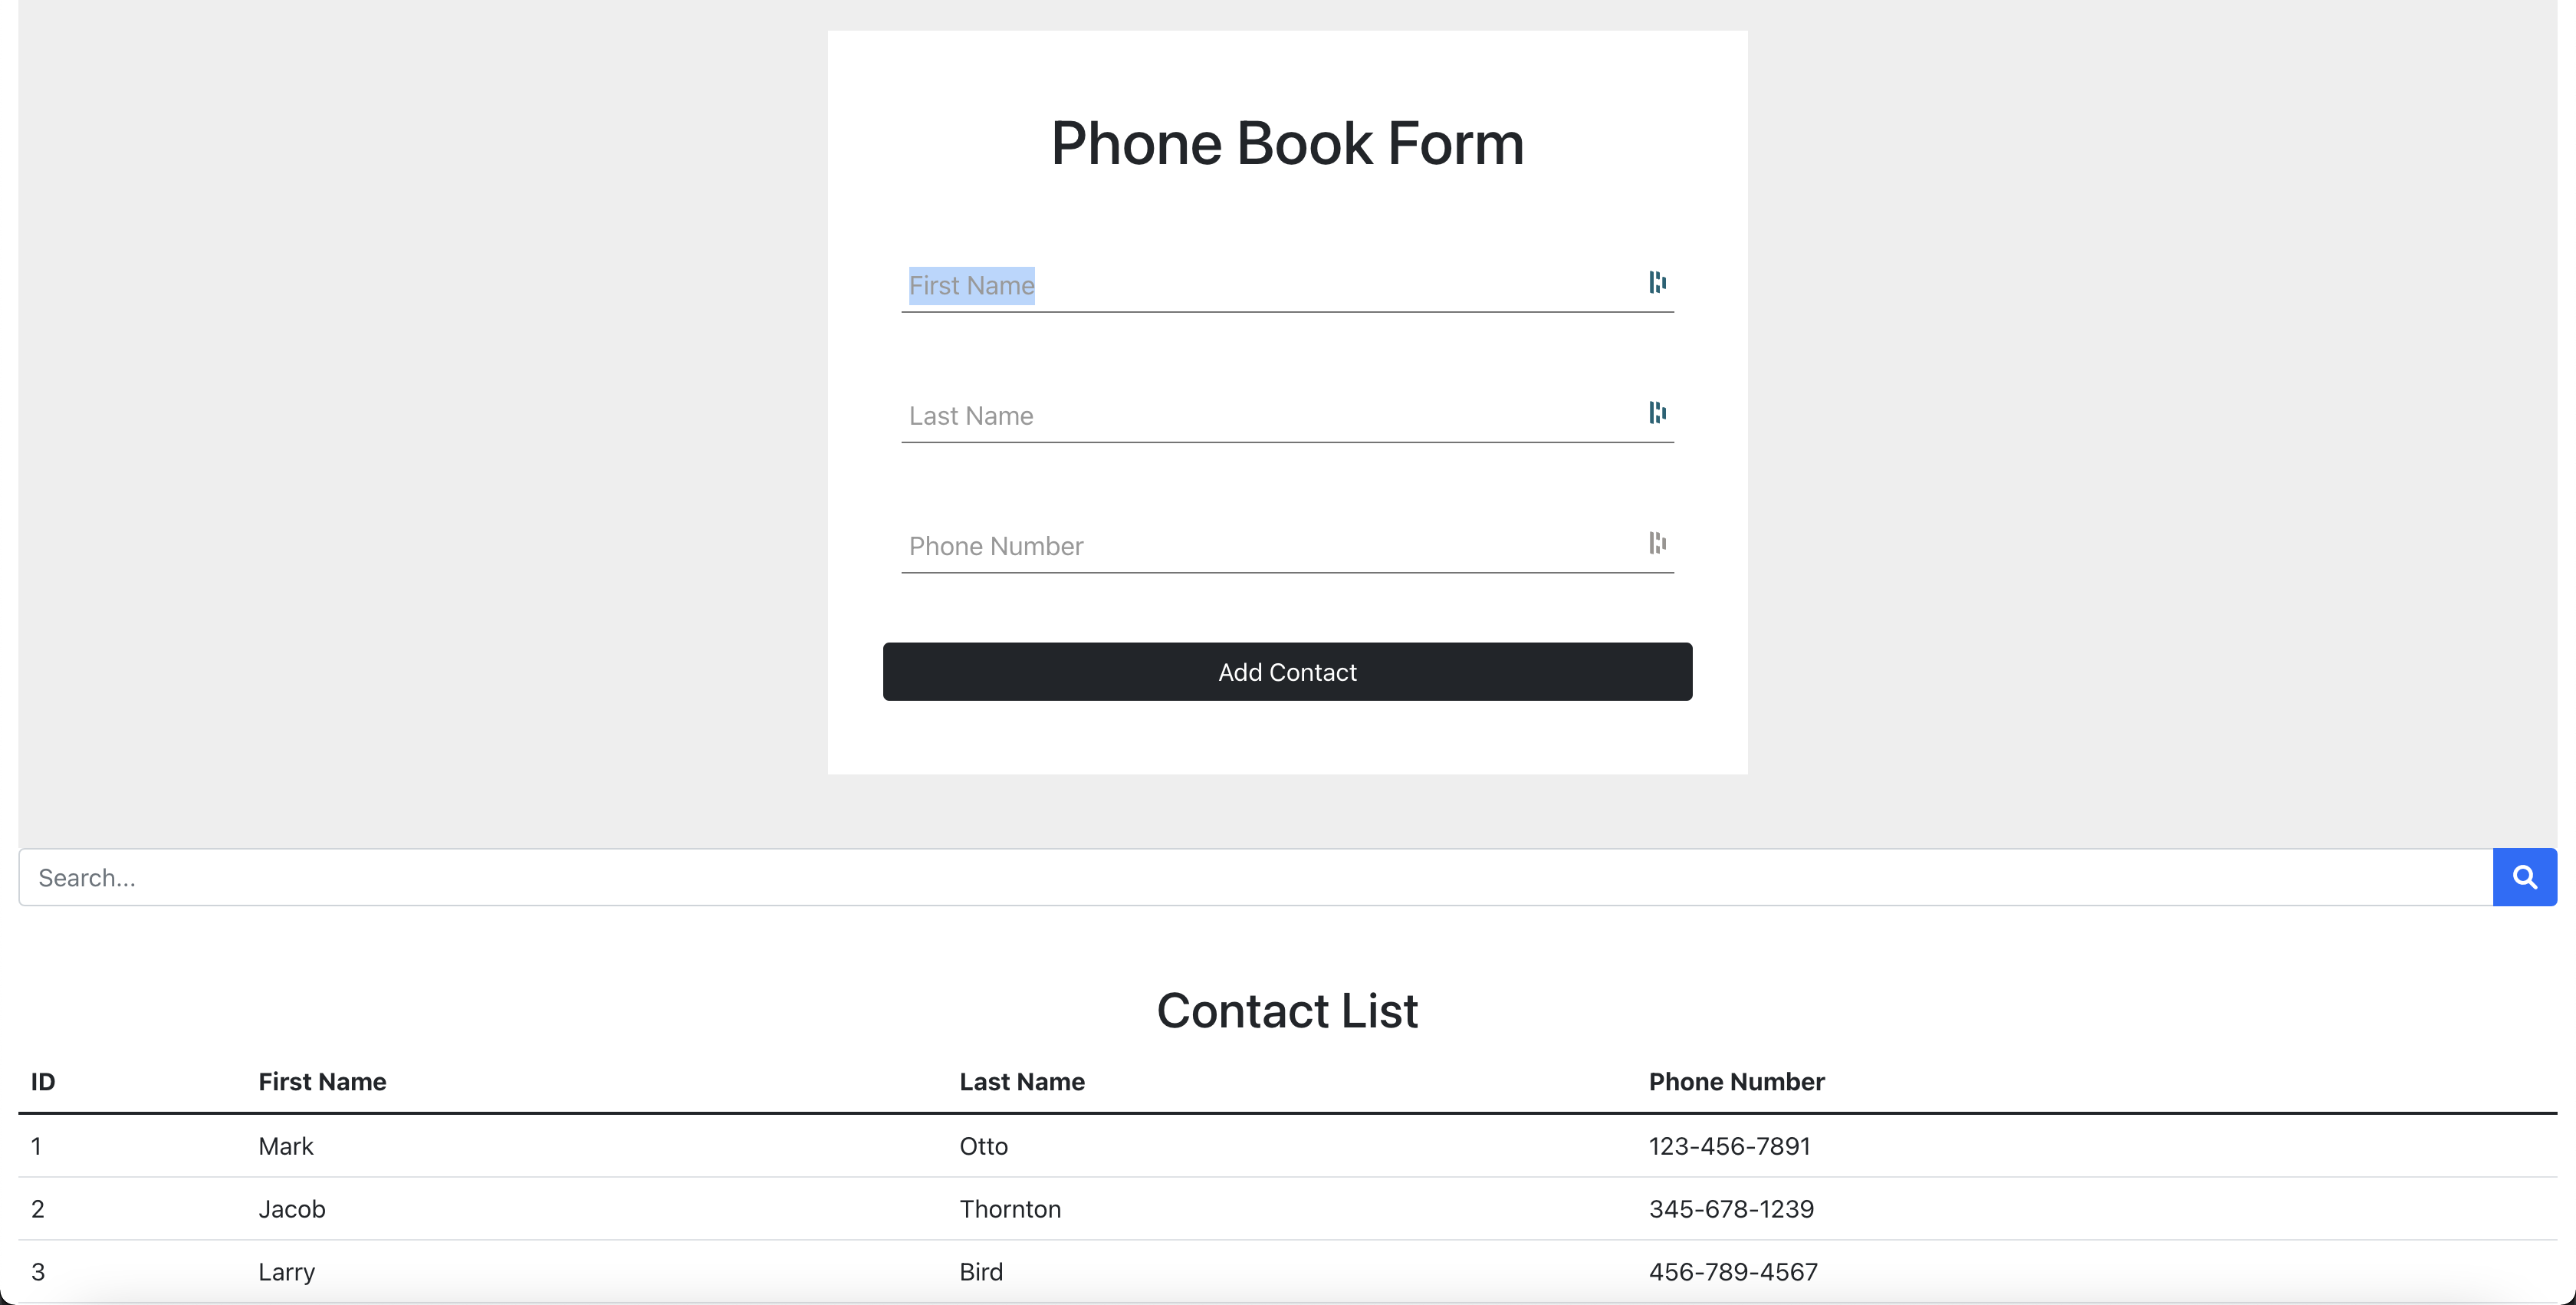 Phone Book Form
First Name
Last Name
Phone Number
Add Contact
Search...
Contact List
ID First Name Last Name Phone Number
1 Mark Otto 123-456-7891
2 Jacob Thornton 345-678-1239
3 Larry Bird 456-789-4567